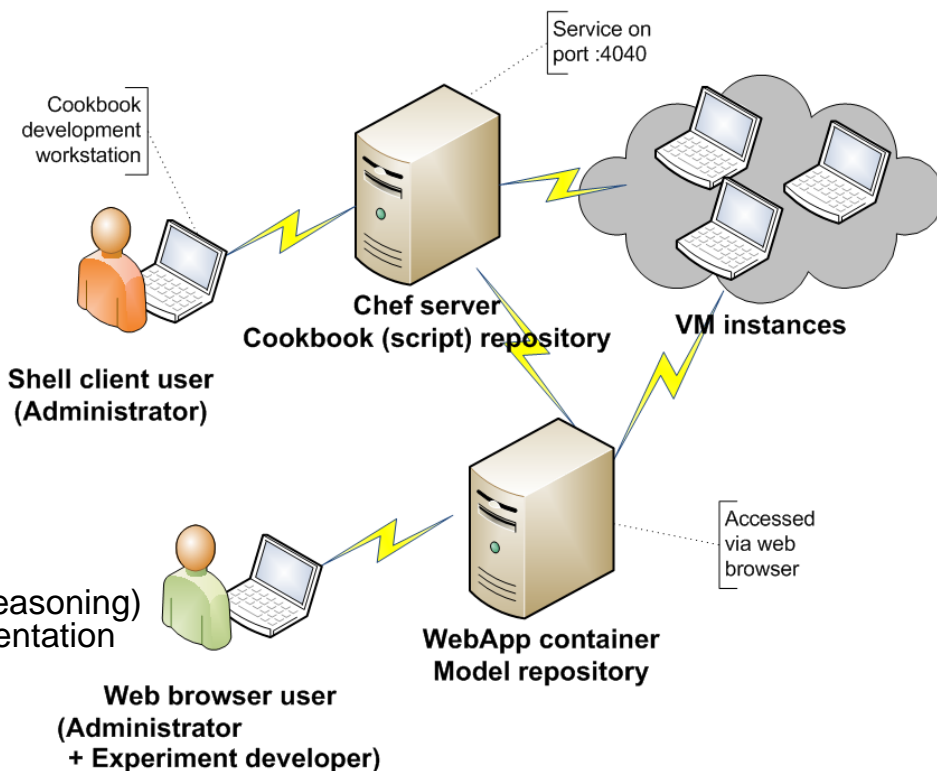 Service on
port :4040
Cookbook
development
workstation
Chef server
Cookbook (script) repository
VM instances
Shell client user
(Administrator)
Accessed
via web
browser
easoning)
entation
WebApp container
Model repository
Web browser user
(Administrator
+ Experiment developer)